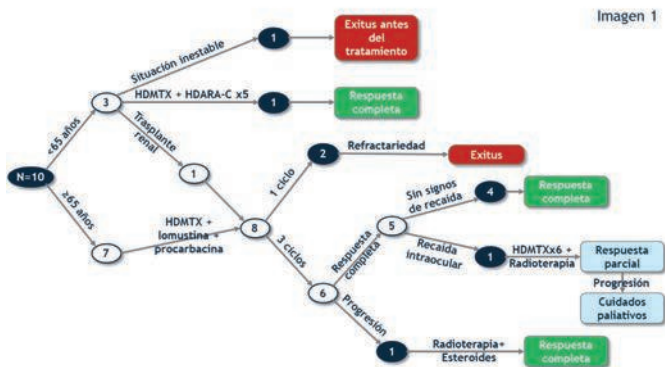 Imagen 1
1
Exitus antes
del
tratamiento
Situación inestable
3
HDMTX + HDARA-C x5
1
Respuesta
completa
<65 años
Trasplante
renal
N=10
1
2
Refractariedad
Exitus
1 ciclo
≥65 años
HDMTX +
lomustina +
procarbacina
7
8
3 ciclos
Sin signos
de recaída
4
Respuesta
completa
5
Respuesta
completa
Recaída
intraocular
1
HDMTXx6 +
Radioterapia
Respuesta
parcial
Progresión
Cuidados
paliativos
6
Progresión
1
Radioterapia+
Esteroides
Respuesta
completa